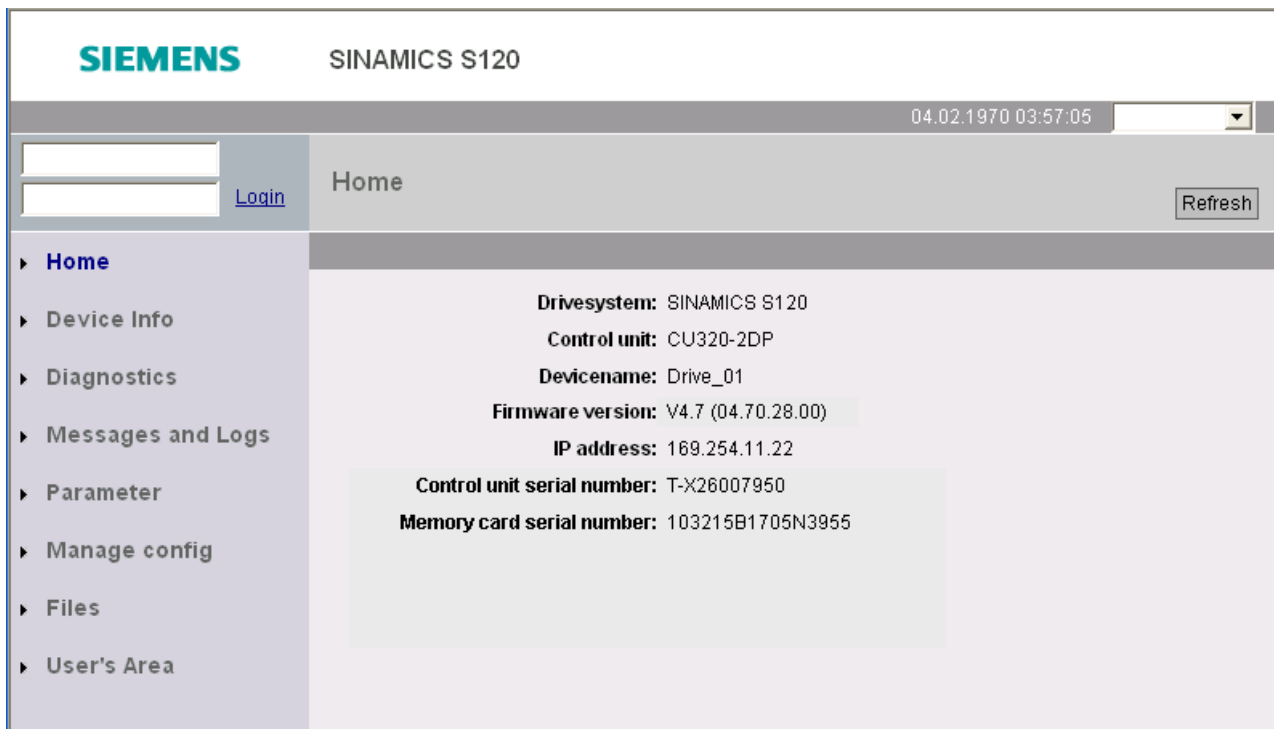 SIEMENS SINAMICS S120
04.02.1970 03:57:05
Login
Home
Refresh
Home
Device Info
Diagnostics
Messages and Logs
Parameter
Manage config
Files
User's Area
Drivesystem: SINAMICS S120
Control unit: CU320-2DP
Devicename: Drive_01
Firmware version: V4.7 (04.70.28.00)
IP address: 169.254.11.22
Control unit serial number: T-X26007950
Memory card serial number: 103215B1705N3955